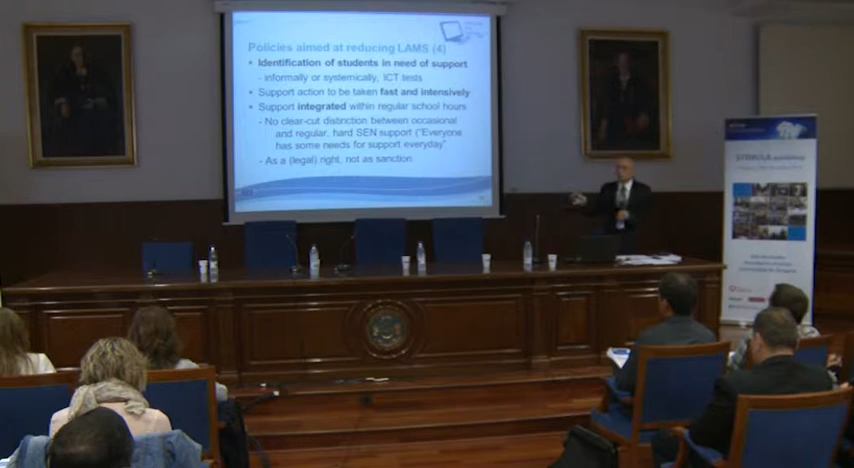 Policies aimed at reducing LAMS (4)
• Identification of students in need of support
- informally or systemically, ICT tests
• Support action to be taken fast and intensively
• Support integrated within regular school hours
- No clear-cut distinction between occasional
and regular, hard SEN support ("Everyone
has some needs for support everyday"
- As a (legal) right, not as sanction